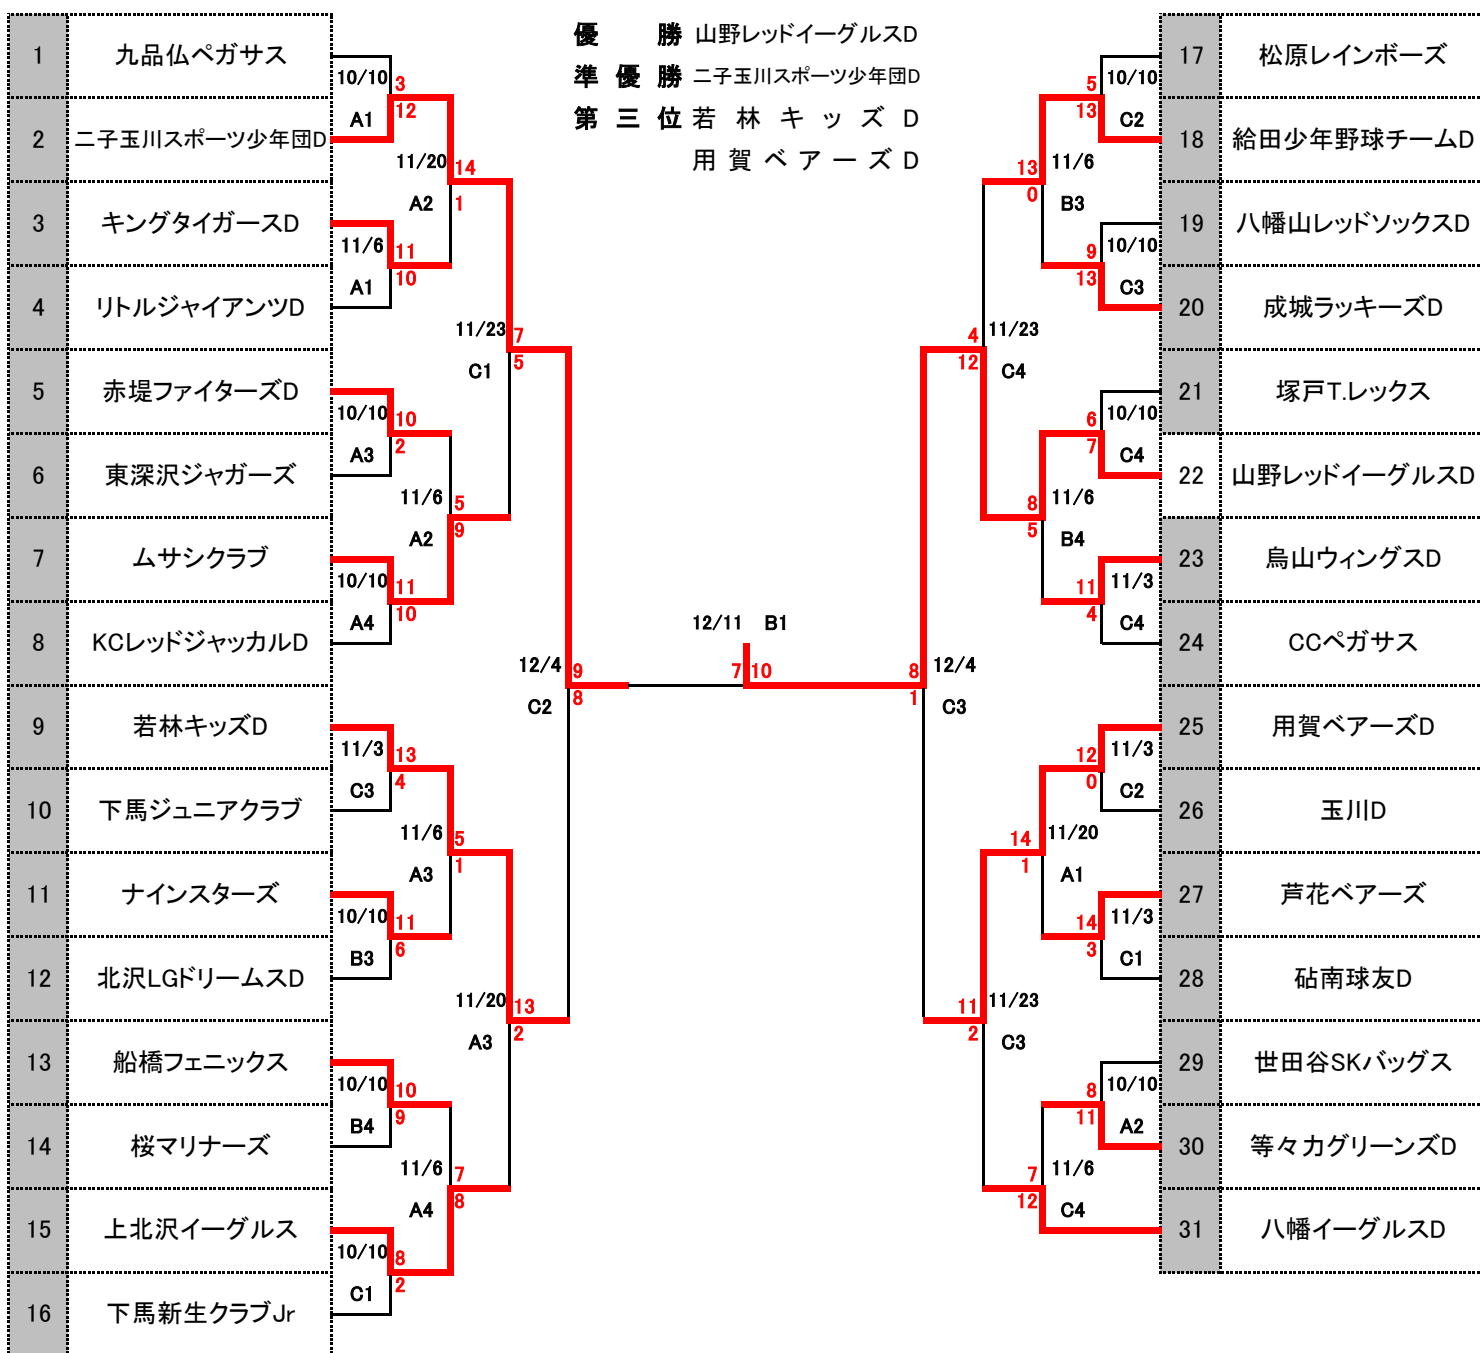 優勝 山野レッドイーグルスD
準優勝 二子玉川スポーツ少年団D
第三位 若林キッズD
用賀ベアーズD
1 九品仏ペガサス
10/10 3
A1 12
2 二子玉川スポーツ少年団D
11/20 14
A2 1
3 キングタイガースD
11/6 11
A1 10
4 リトルジャイアンツD
11/23 7
C1 5
5 赤堤ファイターズD
10/10 10
A3 2
6 東深沢ジャガーズ
11/6 5
A2 9
7 ムサシクラブ
10/10 11
A4 10
8 KCレッドジャッカルD
12/4 9
C2 8
9 若林キッズD
11/3 13
C3 4
10 下馬ジュニアクラブ
11/6 5
A3 1
11 ナインスターズ
10/10 11
B3 6
12 北沢LGドリームスD
11/20 13
A3 2
13 船橋フェニックス
10/10 10
B4 9
14 桜マリナーズ
11/6 7
A4 8
15 上北沢イーグルス
10/10 8
C1 2
16 下馬新生クラブJr
12/11 B1
7 10
17 松原レインボーズ
5 10/10
13 C2
18 給田少年野球チームD
13 11/6
0 B3
19 八幡山レッドソックスD
9 10/10
13 C3
20 成城ラッキーズD
4 11/23
12 C4
21 塚戸T.レックス
6 10/10
7 C4
22 山野レッドイーグルスD
8 11/6
5 B4
23 烏山ウィングスD
11 11/3
4 C4
24 CCペガサス
8 12/4
1 C3
25 用賀ベアーズD
12 11/3
0 C2
26 玉川D
14 11/20
1 A1
27 芦花ベアーズ
14 11/3
3 C1
28 砧南球友D
11 11/23
2 C3
29 世田谷SKバッグス
8 10/10
11 A2
30 等々力グリーンズD
7 11/6
12 C4
31 八幡イーグルスD